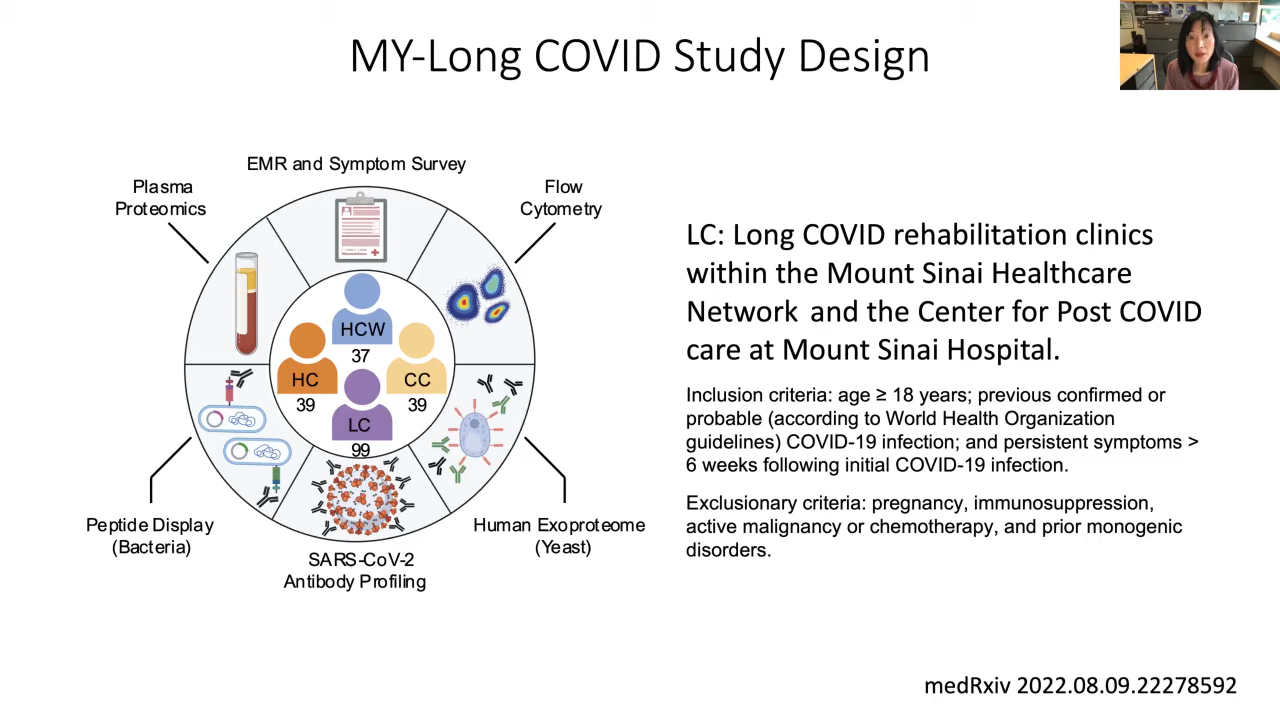 MY-Long COVID Study Design
EMR and Symptom Survey
Plasma
Proteomics
Flow
Cytometry
HCW
37
HC
39
CC
39
LC
99
Peptide Display
(Bacteria)
Human Exoproteome
(Yeast)
SARS-CoV-2
Antibody Profiling
LC: Long COVID rehabilitation clinics
within the Mount Sinai Healthcare
Network and the Center for Post COVID
care at Mount Sinai Hospital.
Inclusion criteria: age ≥ 18 years; previous confirmed or
probable (according to World Health Organization
guidelines) COVID-19 infection; and persistent symptoms >
6 weeks following initial COVID-19 infection.
Exclusionary criteria: pregnancy, immunosuppression,
active malignancy or chemotherapy, and prior monogenic
disorders.
medRxiv 2022.08.09.22278592